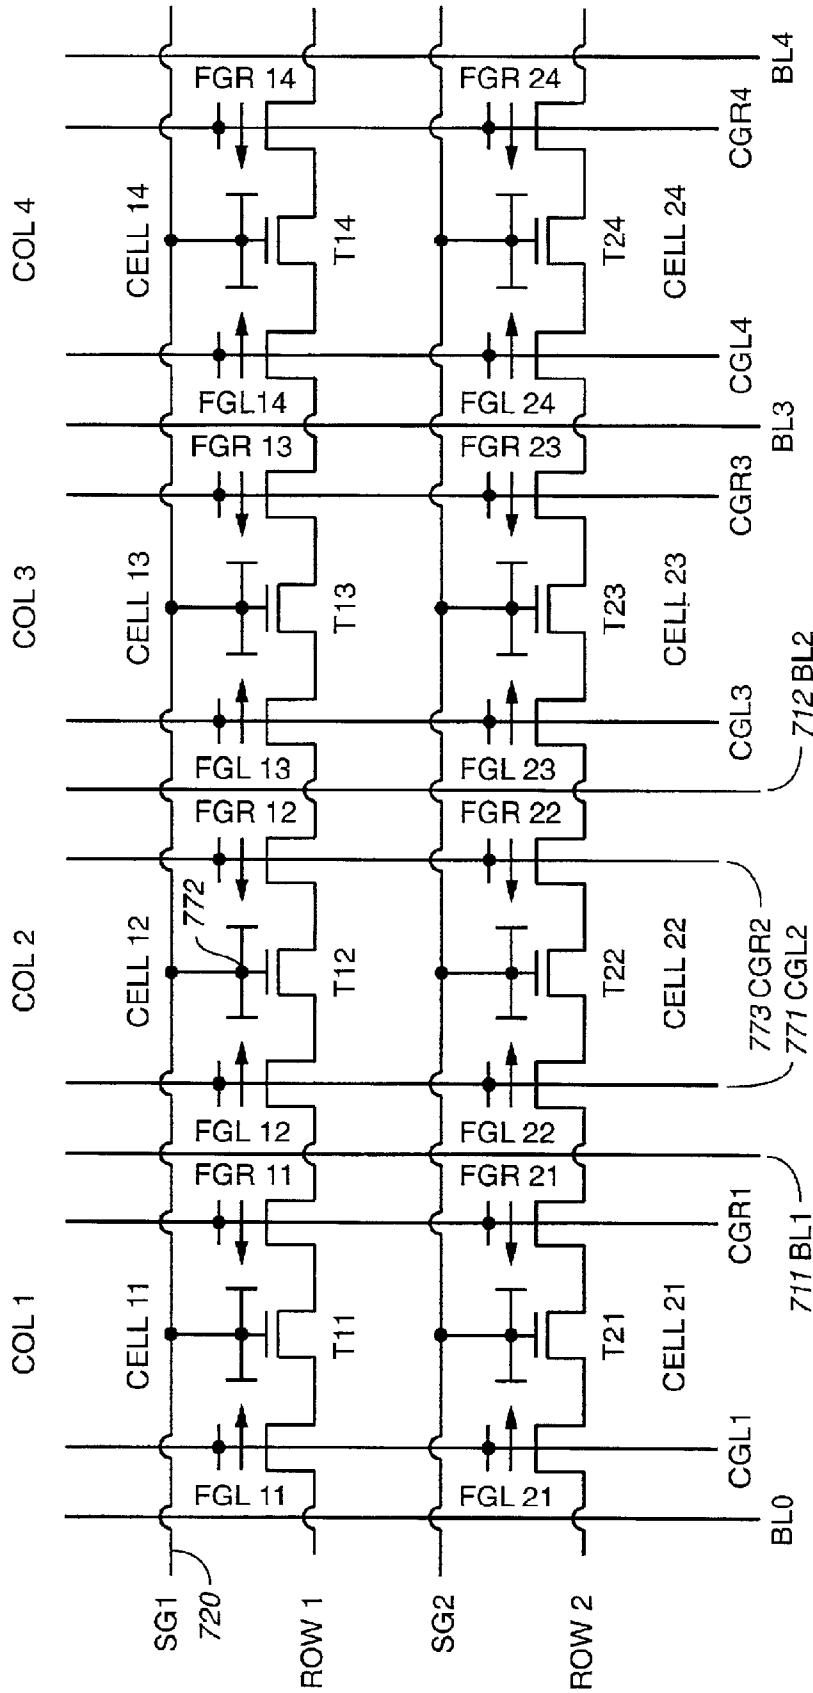 COL 1 COL 2 COL 3 COL 4
CELL 11 CELL 12 CELL 13 CELL 14
SG1
720
772
FGL 11 FGR 11 FGL 12 FGR 12 FGL 13 FGR 13 FGL14 FGR 14
ROW 1
T11 T12 T13 T14
SG2
FGL 21 FGR 21 FGL 22 FGR 22 FGL 23 FGR 23 FGL 24 FGR 24
ROW 2
T21 T22 T23 T24
CELL 21 CELL 22 CELL 23 CELL 24
CGL1 CGR1 CGL3 CGR3 CGL4 CGR4
773 CGR2
771 CGL2
BL0 BL3 BL4
711 BL1 712 BL2